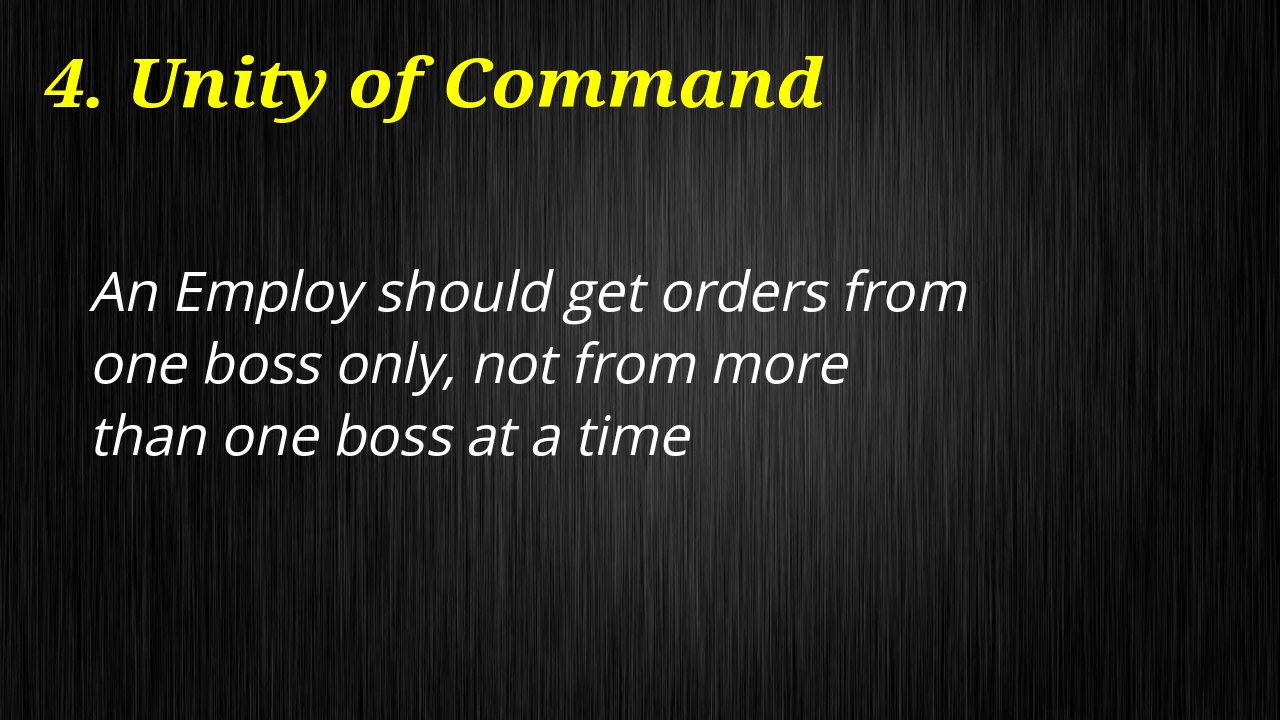 4. Unity of Command
An Employ should get orders from
one boss only, not from more
than one boss at a time